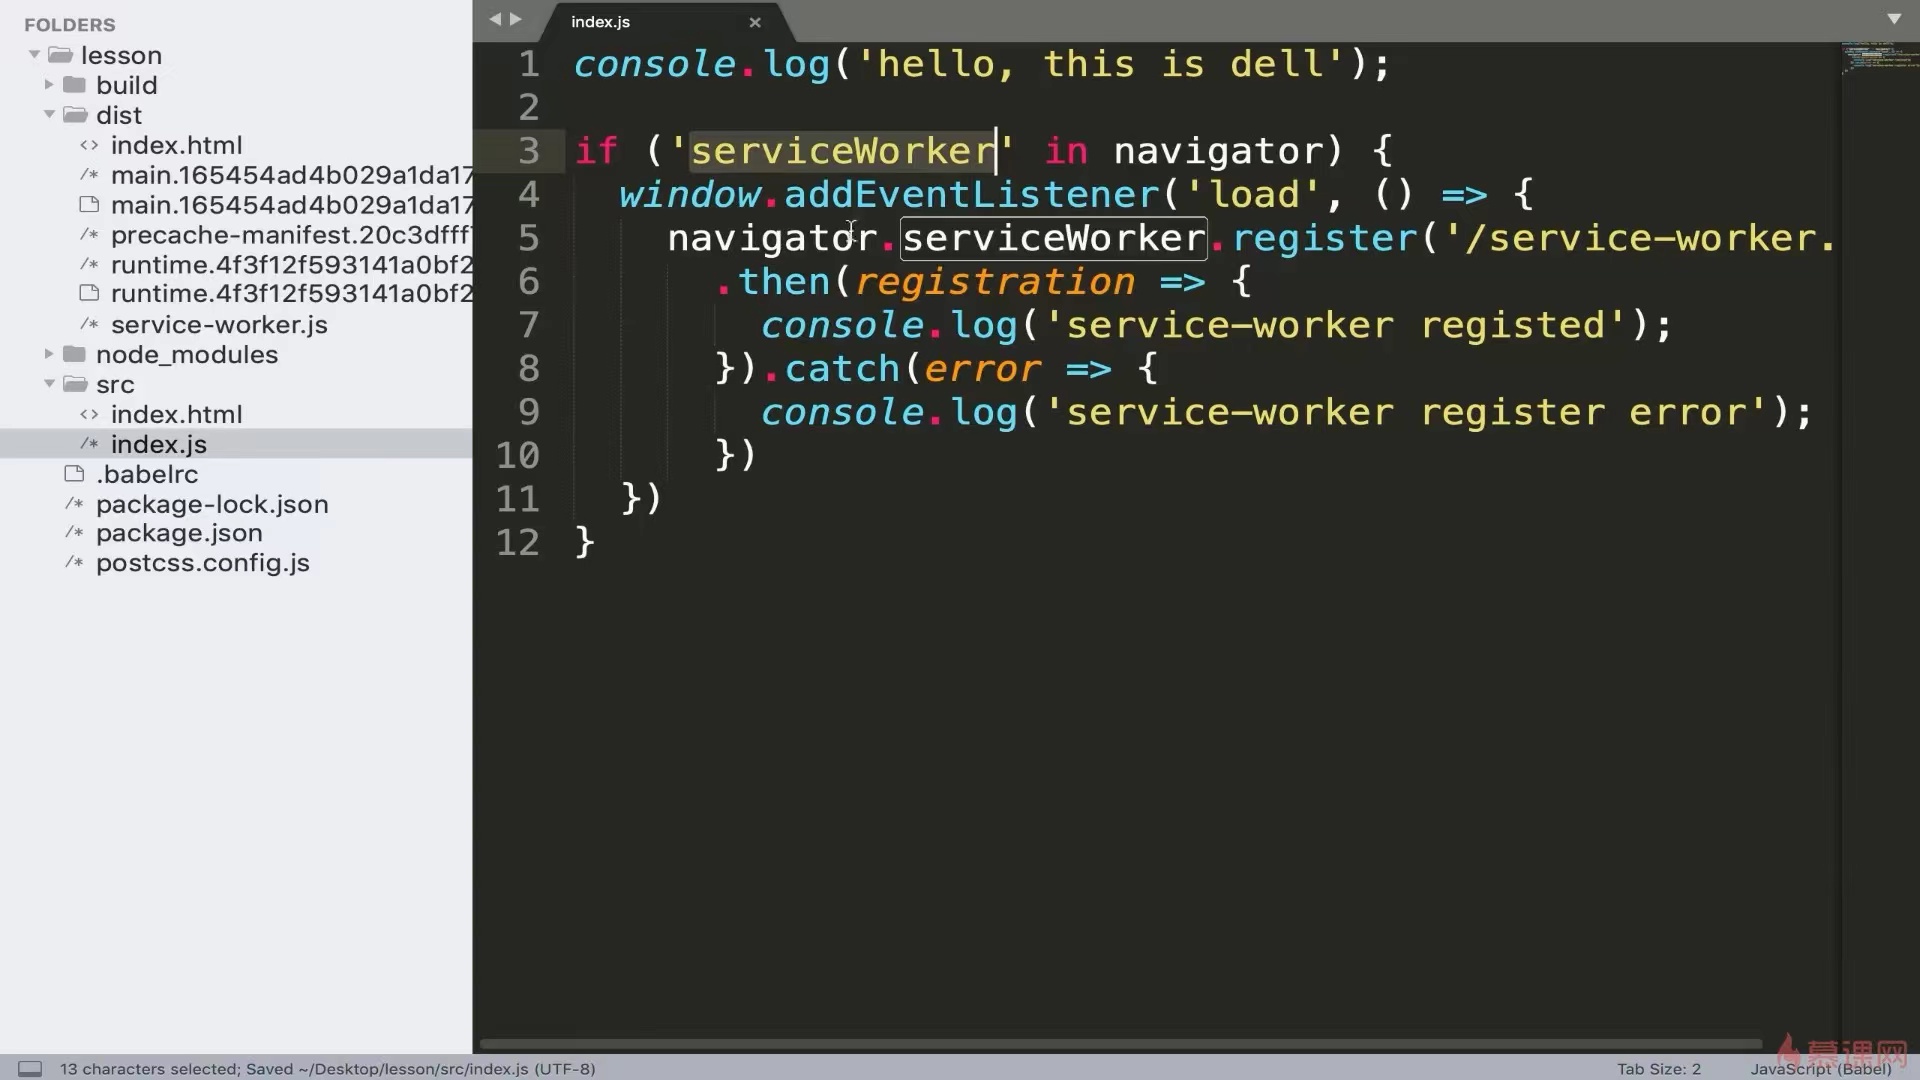 FOLDERS
lesson
build
dist
index.html
main.165454ad4b029a1da17
main.165454ad4b029a1da17
precache-manifest.20c3dfff
runtime.4f3f12f593141a0bf2
runtime.4f3f12f593141a0bf2
service-worker.js
node_modules
src
index.html
index.js
.babelrc
package-lock.json
package.json
postcss.config.js
index.js
1 console.log('hello, this is dell');
2
3 if ('serviceWorker' in navigator) {
4 window.addEventListener('load', () => {
5 navigator.serviceWorker.register('/service-worker.
6 .then(registration => {
7 console.log('service-worker registed');
8 }).catch(error => {
9 console.log('service-worker register error');
10 })
11 })
12 }
13 characters selected; Saved ~/Desktop/lesson/src/index.js (UTF-8)
Tab Size: 2
JavaScript (Babel)
慕课网